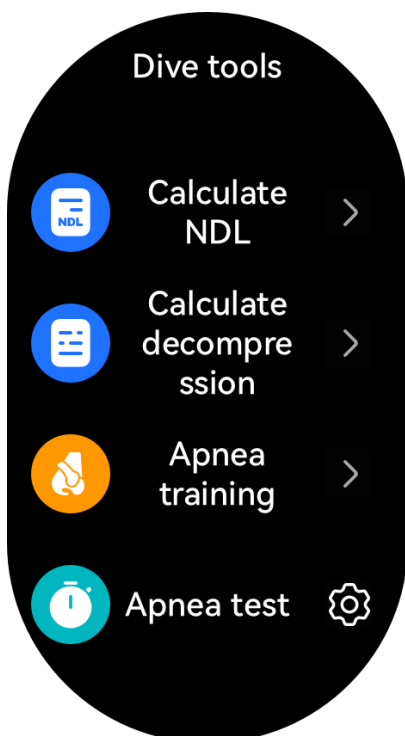 Dive tools
NDL
Calculate
NDL
Calculate
decompre
ssion
Apnea
training
Apnea test